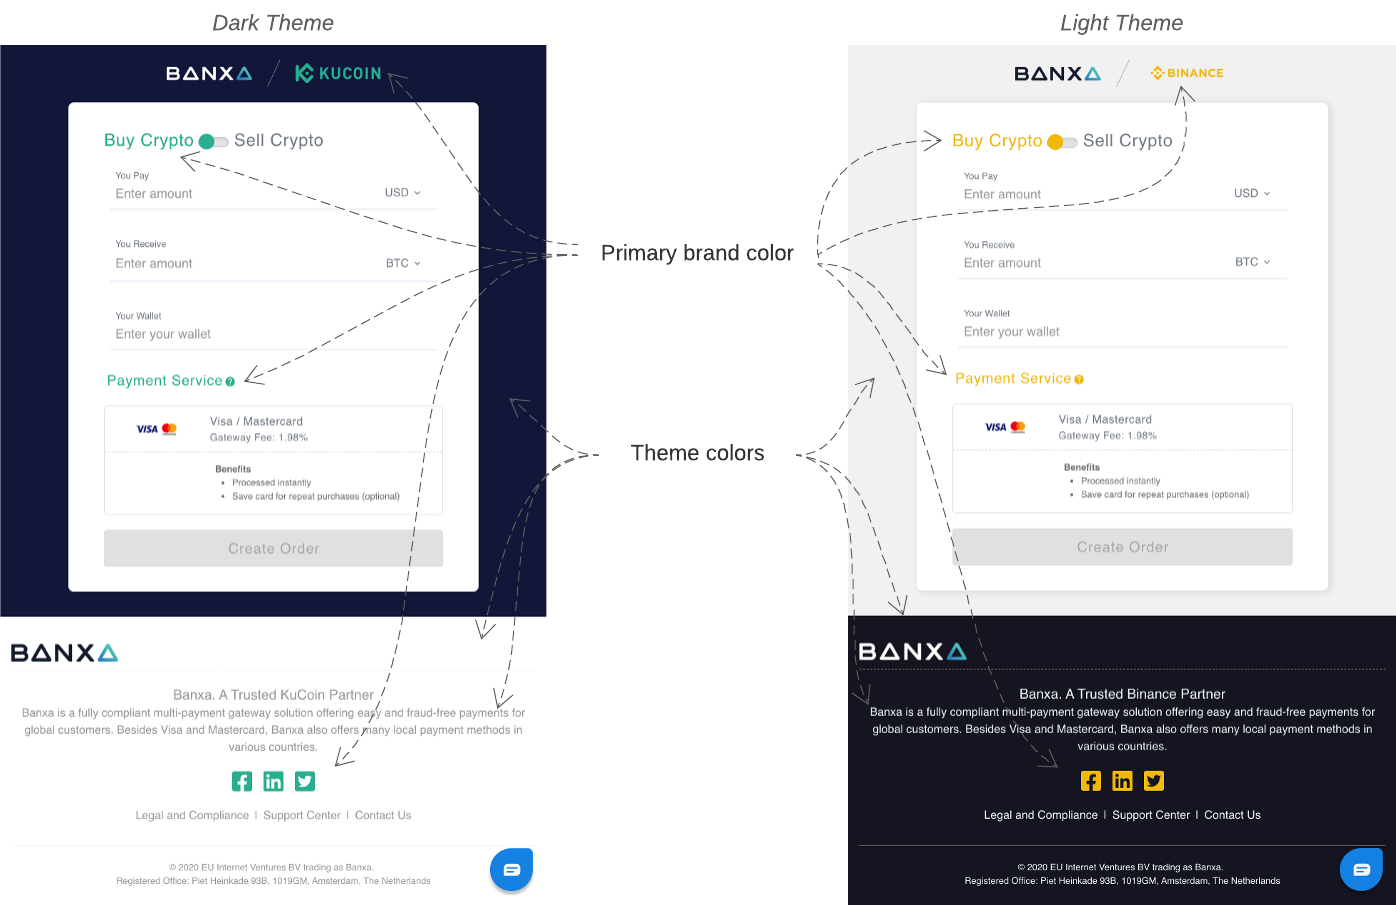 Dark Theme
BANXA / KUCOIN
Buy Crypto Sell Crypto
You Pay
Enter amount USD
You Receive
Enter amount BTC
Your Wallet
Enter your wallet
Payment Service ?
VISA Visa / Mastercard
Gateway Fee: 1.98%
Benefits
• Processed instantly
• Save card for repeat purchases (optional)
Create Order
BANXA
Banxa. A Trusted KuCoin Partner
Banxa is a fully compliant multi-payment gateway solution offering easy and fraud-free payments for
global customers. Besides Visa and Mastercard, Banxa also offers many local payment methods in
various countries.
Legal and Compliance | Support Center | Contact Us
© 2020 EU Internet Ventures BV trading as Banxa.
Registered Office: Piet Heinkade 93B, 1019GM, Amsterdam, The Netherlands
Primary brand color
Theme colors
Light Theme
BANXA / BINANCE
Buy Crypto Sell Crypto
You Pay
Enter amount USD
You Receive
Enter amount BTC
Your Wallet
Enter your wallet
Payment Service ?
VISA Visa / Mastercard
Gateway Fee: 1.98%
Benefits
• Processed instantly
• Save card for repeat purchases (optional)
Create Order
BANXA
Banxa. A Trusted Binance Partner
Banxa is a fully compliant multi-payment gateway solution offering easy and fraud-free payments for
global customers. Besides Visa and Mastercard, Banxa also offers many local payment methods in
various countries.
Legal and Compliance | Support Center | Contact Us
© 2020 EU Internet Ventures BV trading as Banxa.
Registered Office: Piet Heinkade 93B, 1019GM, Amsterdam, The Netherlands